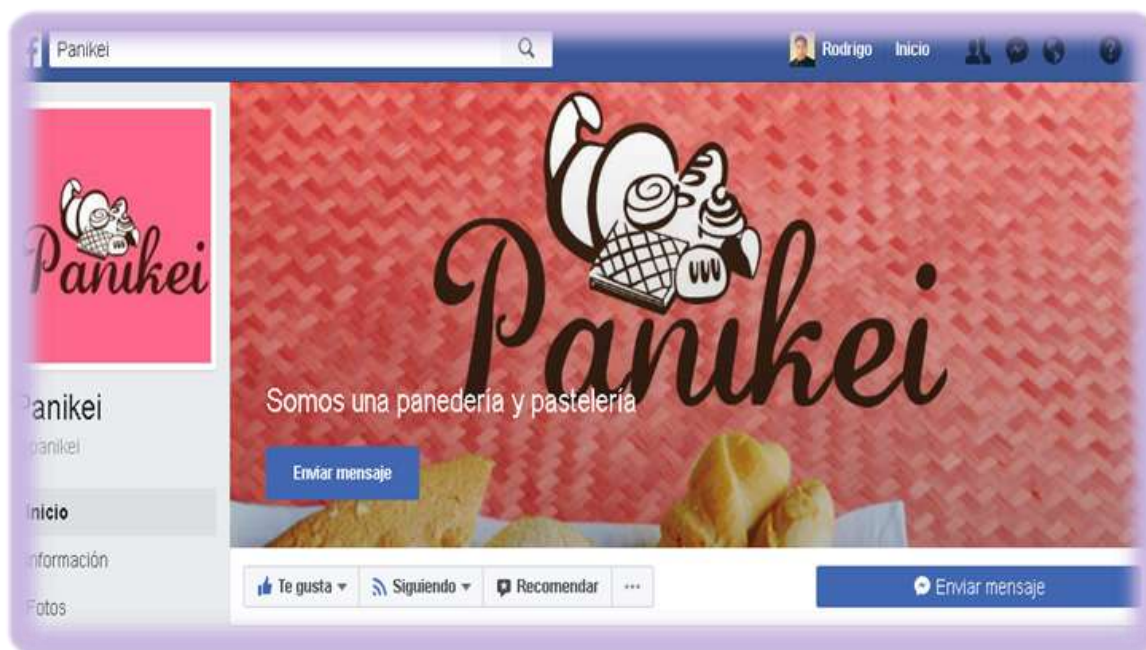 f Panikei
Rodrigo Inicio
Panikei
Panikei
Somos una panedería y pastelería
Enviar mensaje
Panikei
panikei
Inicio
Información
Fotos
Te gusta
Siguiendo
Recomendar
Enviar mensaje